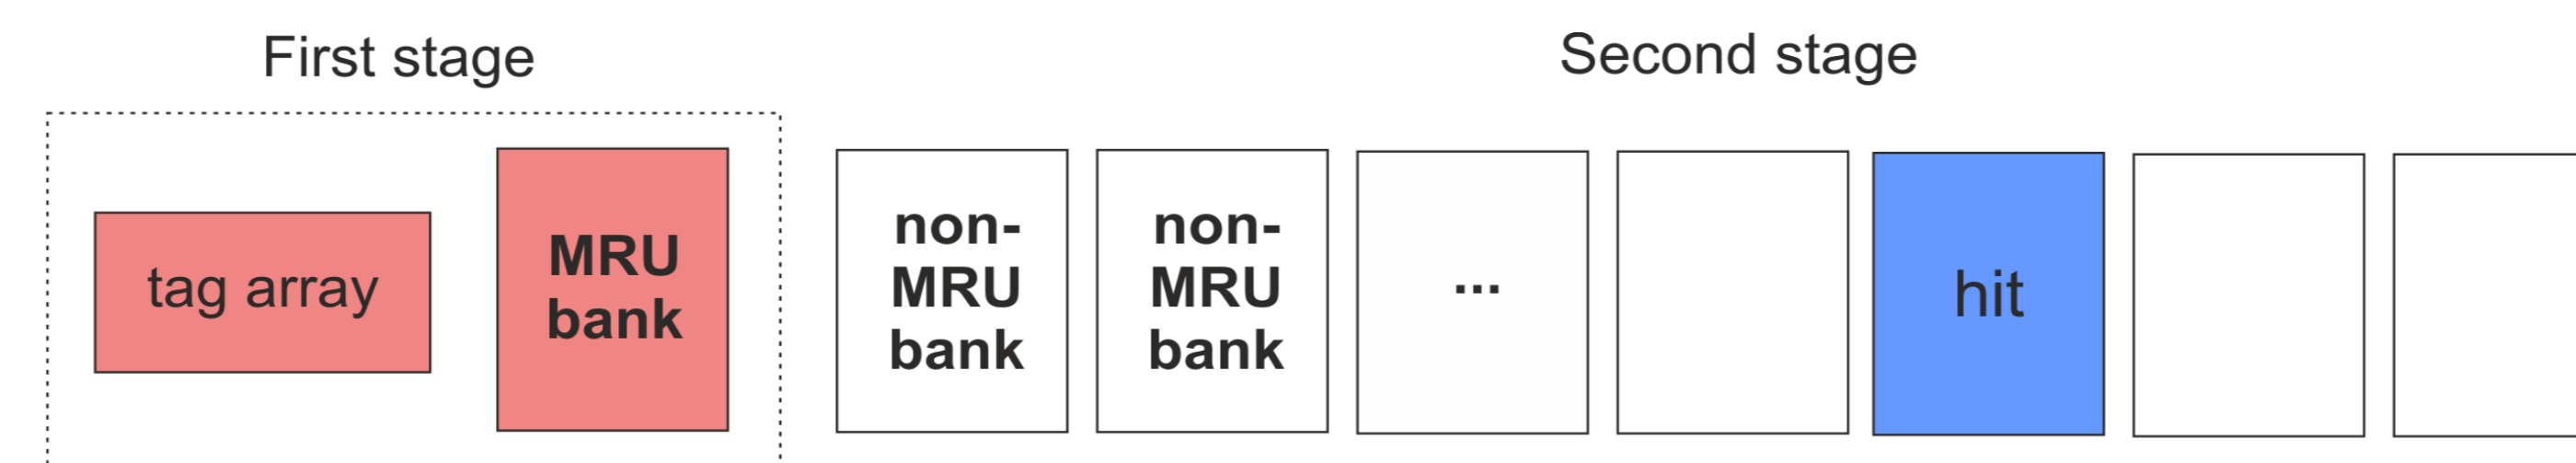 First stage
Second stage
tag array
MRU
bank
non-
MRU
bank
non-
MRU
bank
...
hit